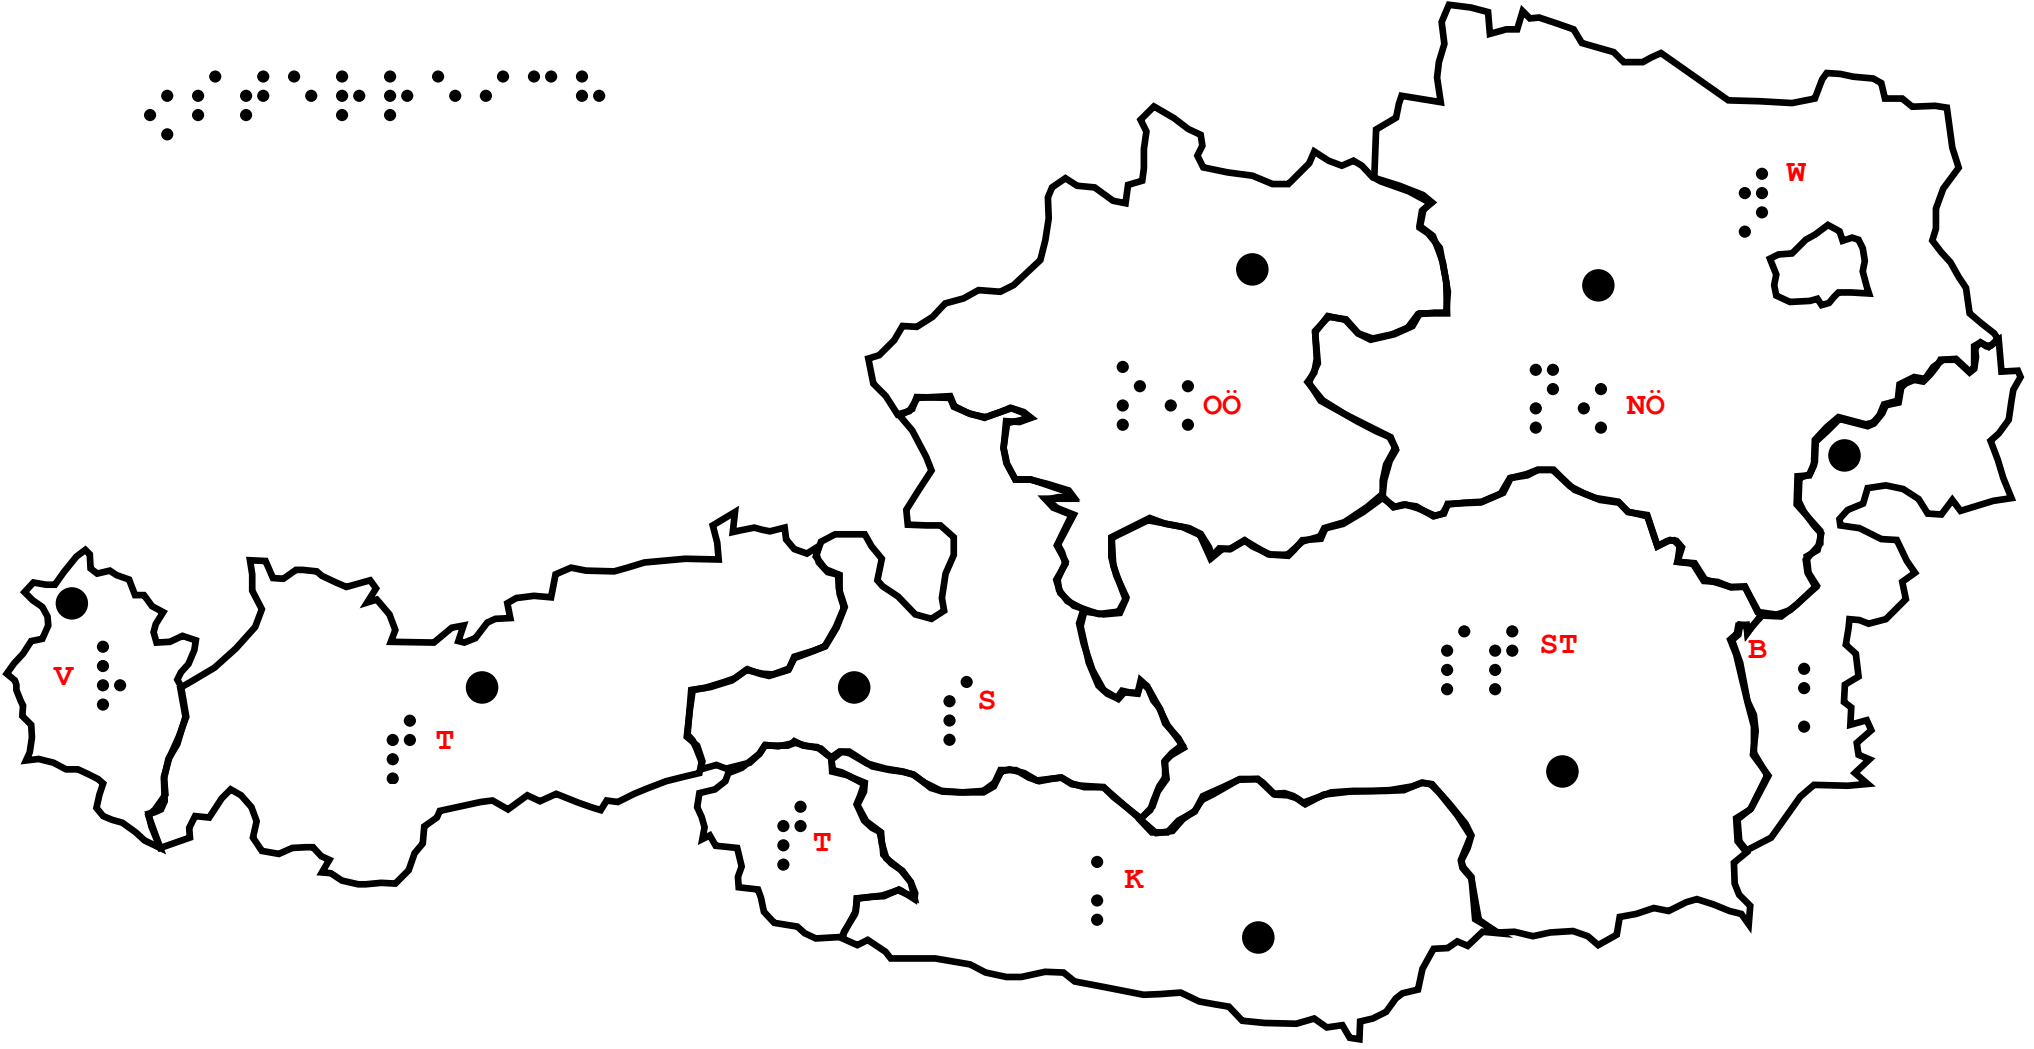 ⢔⠎⠞⠑⠗⠗⠑⠊⠉⠓
⡺ W
⡕⢔ OÖ
⡝⢔ NÖ
⡎⡞ ST
B ⡃
V ⡧
⡞ T
⡎ S
⡞ T
⡅ K